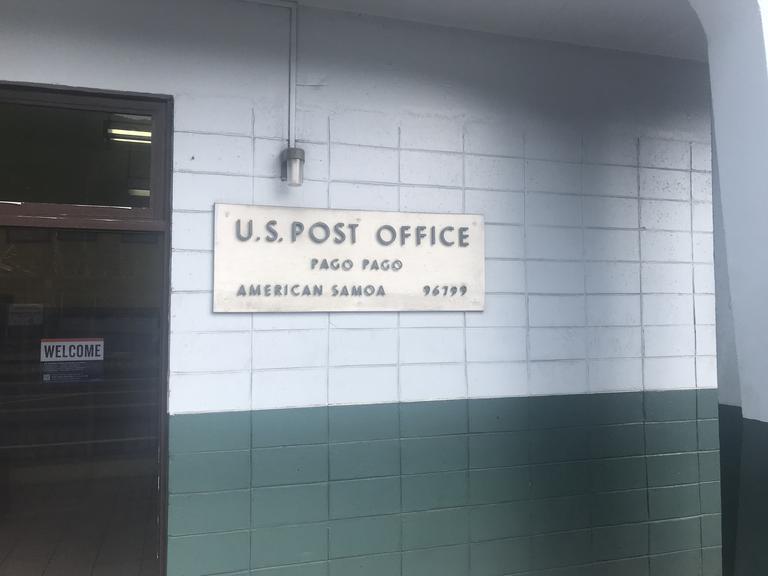 U.S. POST OFFICE
PAGO PAGO
AMERICAN SAMOA 96799
WELCOME